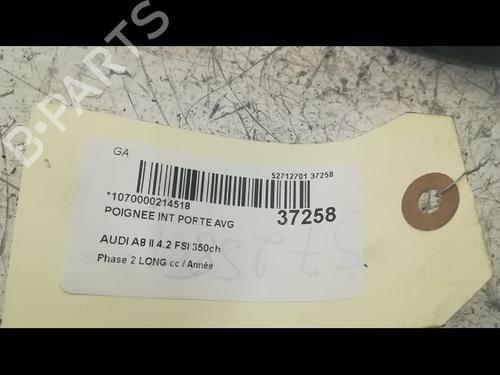 B-PARTS
GA
52712701 37258
*1070000214518
POIGNEE INT PORTE AVG
37258
AUDI A8 II 4.2 FSI 350ch
Phase 2 LONG cc / Année